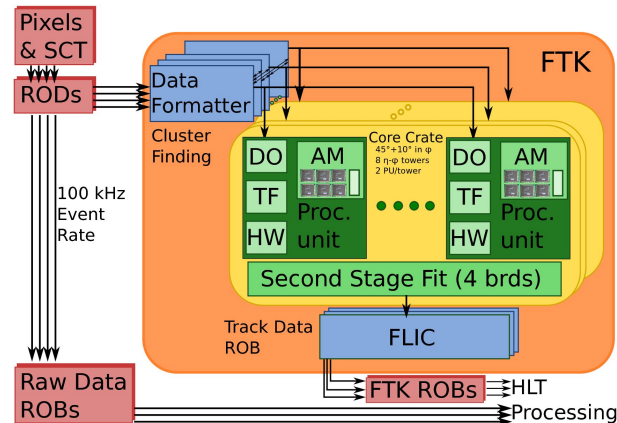 Pixels
& SCT
RODs
100 kHz
Event
Rate
Raw Data
ROBs
FTK
Data
Formatter
Cluster
Finding
Core Crate
45°+10° in φ
8 η-φ towers
2 PU/tower
DO
TF
HW
AM
Proc.
unit
DO
TF
HW
AM
Proc.
unit
Second Stage Fit (4 brds)
Track Data
ROB
FLIC
FTK ROBs
HLT
Processing